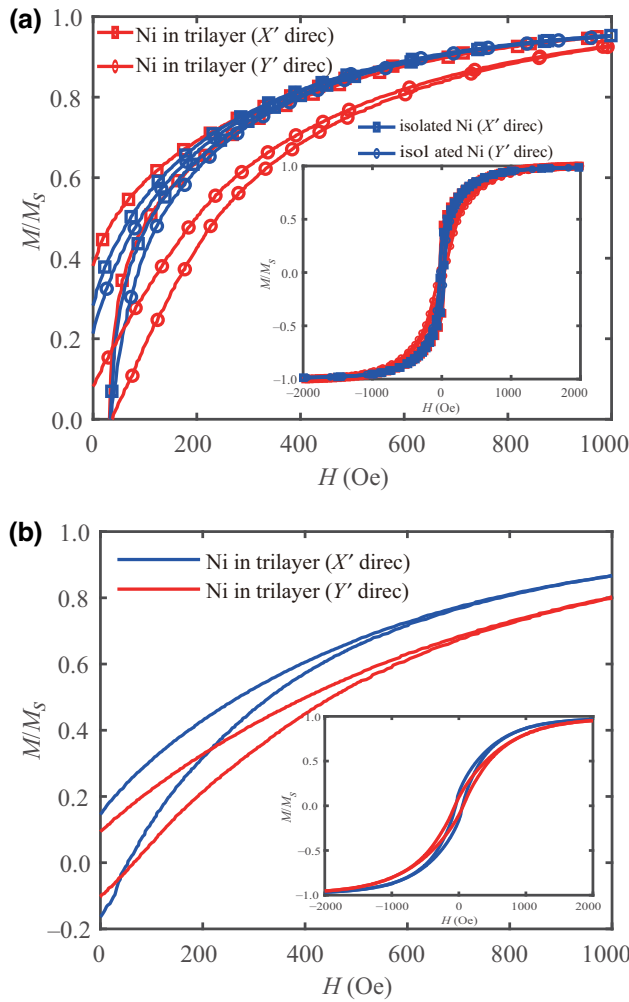 (a)
M/Ms
1.0
0.8
0.6
0.4
0.2
0.0
Ni in trilayer (X′ direc)
Ni in trilayer (Y′ direc)
isolated Ni (X′ direc)
isol ated Ni (Y′ direc)
M/Ms
1.0
0.5
0.0
−0.5
−1.0
−2000 −1000 0 1000 2000
H (Oe)
0 200 400 600 800 1000
H (Oe)
(b)
M/Ms
1.0
0.8
0.6
0.4
0.2
0.0
−0.2
Ni in trilayer (X′ direc)
Ni in trilayer (Y′ direc)
M/Ms
1.0
0.5
0.0
−0.5
−1.0
−2000 −1000 0 1000 2000
H (Oe)
0 200 400 600 800 1000
H (Oe)